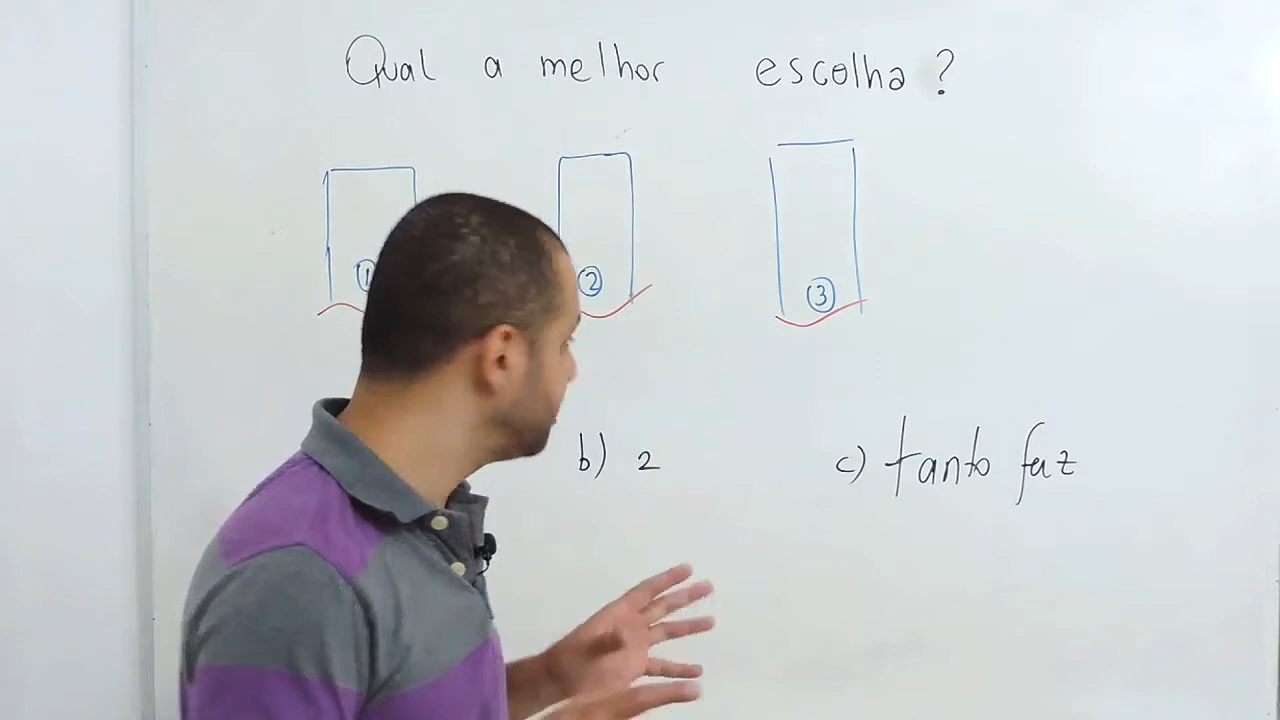 Qual a melhor escolha?
① ② ③
b) 2 c) tanto faz